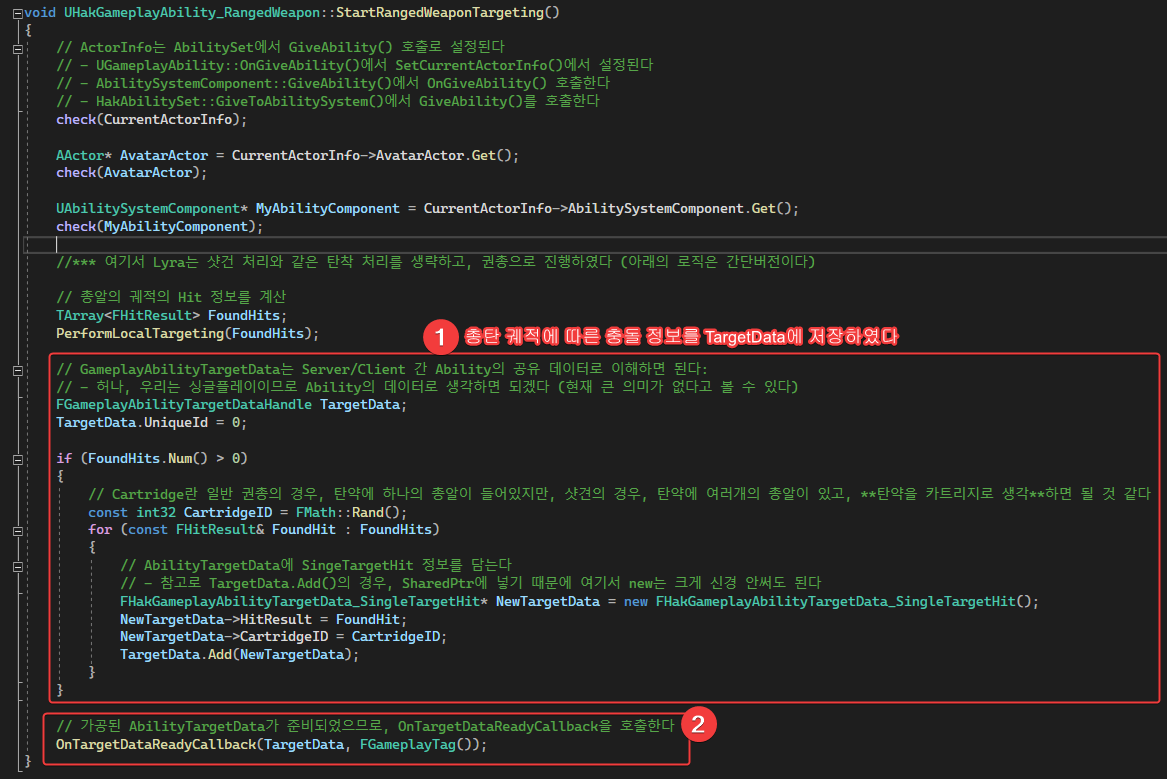 void UHakGameplayAbility_RangedWeapon::StartRangedWeaponTargeting()
{
// ActorInfo는 AbilitySet에서 GiveAbility() 호출로 설정된다
// - UGameplayAbility::OnGiveAbility()에서 SetCurrentActorInfo()에서 설정된다
// - AbilitySystemComponent::GiveAbility()에서 OnGiveAbility() 호출한다
// - HakAbilitySet::GiveToAbilitySystem()에서 GiveAbility()를 호출한다
check(CurrentActorInfo);
AActor* AvatarActor = CurrentActorInfo->AvatarActor.Get();
check(AvatarActor);
UAbilitySystemComponent* MyAbilityComponent = CurrentActorInfo->AbilitySystemComponent.Get();
check(MyAbilityComponent);
//*** 여기서 Lyra는 샷건 처리와 같은 탄착 처리를 생략하고, 권총으로 진행하였다 (아래의 로직은 간단버전이다)
// 총알의 궤적의 Hit 정보를 계산
TArray<FHitResult> FoundHits;
PerformLocalTargeting(FoundHits);
1 총탄 궤적에 따른 충돌 정보를 TargetData에 저장하였다
// GameplayAbilityTargetData는 Server/Client 간 Ability의 공유 데이터로 이해하면 된다:
// - 허나, 우리는 싱글플레이이므로 Ability의 데이터로 생각하면 되겠다 (현재 큰 의미가 없다고 볼 수 있다)
FGameplayAbilityTargetDataHandle TargetData;
TargetData.UniqueId = 0;
if (FoundHits.Num() > 0)
{
// Cartridge란 일반 권총의 경우, 탄약에 하나의 총알이 들어있지만, 샷견의 경우, 탄약에 여러개의 총알이 있고, **탄약을 카트리지로 생각**하면 될 것 같다
const int32 CartridgeID = FMath::Rand();
for (const FHitResult& FoundHit : FoundHits)
{
// AbilityTargetData에 SingeTargetHit 정보를 담는다
// - 참고로 TargetData.Add()의 경우, SharedPtr에 넣기 때문에 여기서 new는 크게 신경 안써도 된다
FHakGameplayAbilityTargetData_SingleTargetHit* NewTargetData = new FHakGameplayAbilityTargetData_SingleTargetHit();
NewTargetData->HitResult = FoundHit;
NewTargetData->CartridgeID = CartridgeID;
TargetData.Add(NewTargetData);
}
}
// 가공된 AbilityTargetData가 준비되었으므로, OnTargetDataReadyCallback을 호출한다 2
OnTargetDataReadyCallback(TargetData, FGameplayTag());
}